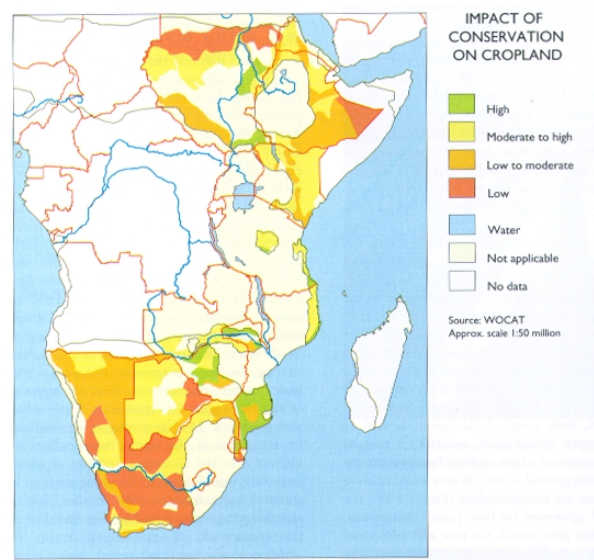 IMPACT OF
CONSERVATION
ON CROPLAND
High
Moderate to high
Low to moderate
Low
Water
Not applicable
No data
Source: WOCAT
Approx. scale 1:50 million